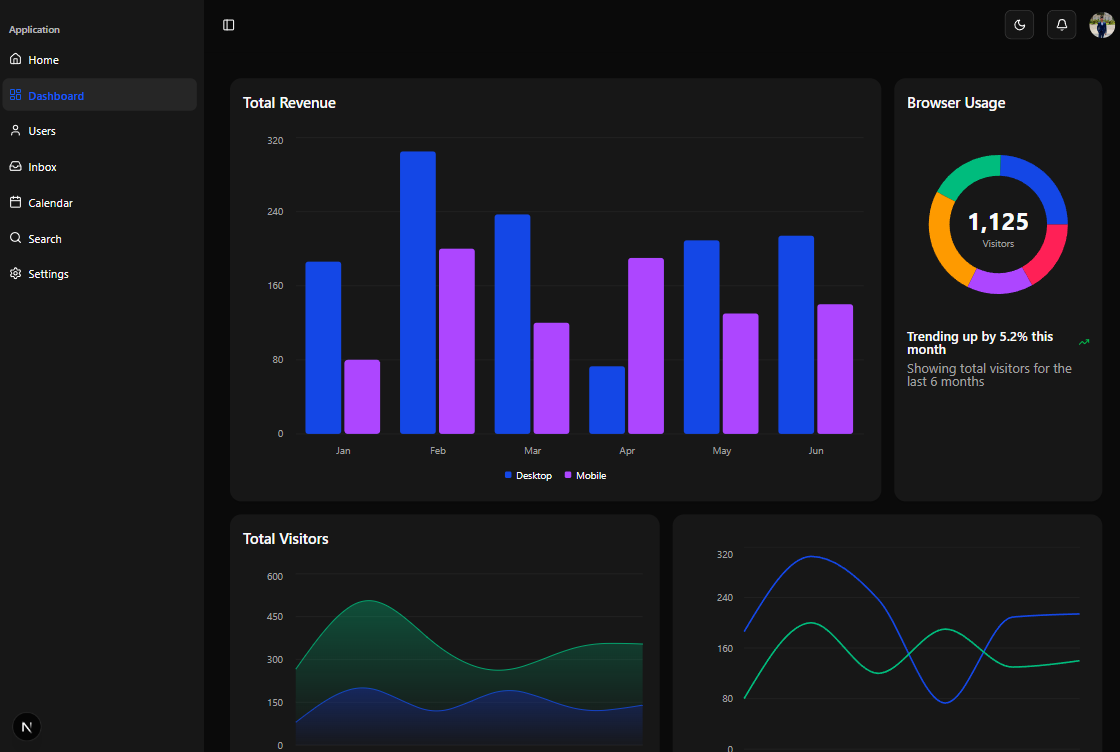 Application
Home
Dashboard
Users
Inbox
Calendar
Search
Settings
Total Revenue
320
240
160
80
0
Jan Feb Mar Apr May Jun
Desktop Mobile
Browser Usage
1,125
Visitors
Trending up by 5.2% this
month
Showing total visitors for the
last 6 months
Total Visitors
600
450
300
150
0
320
240
160
80
0
N